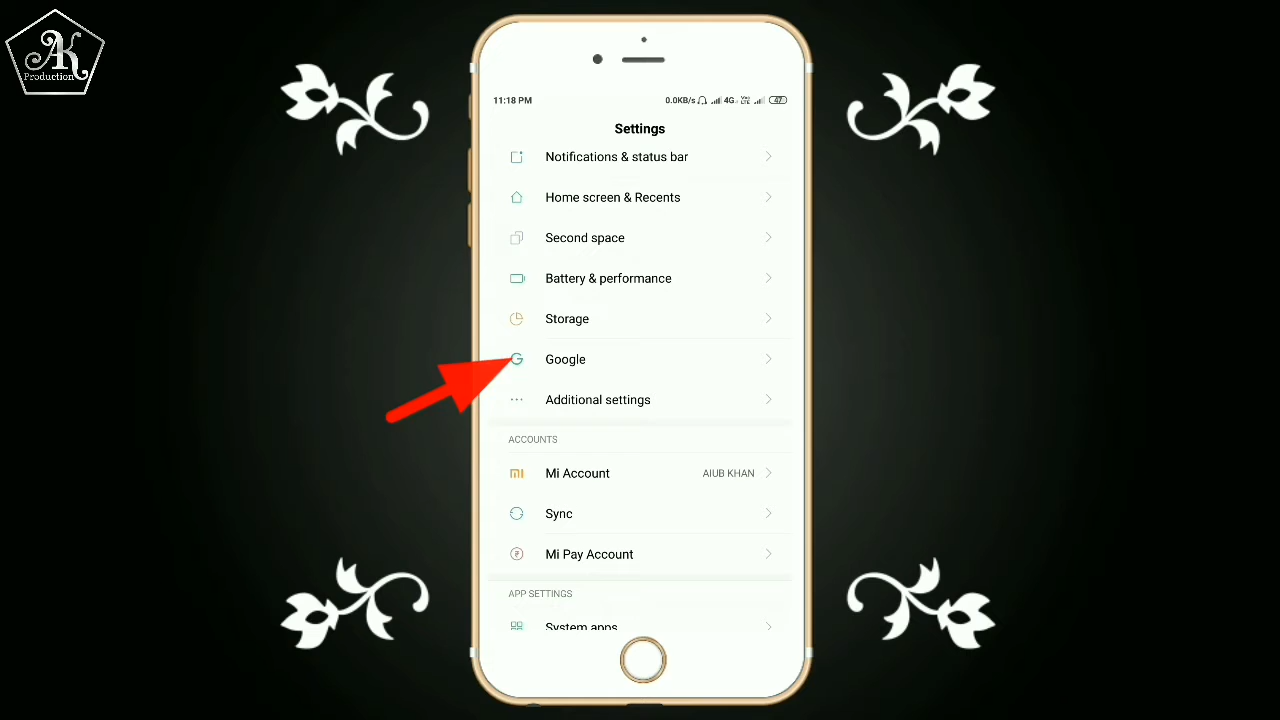 AK
Production
11:18 PM
0.0KB/s 4G VoLTE 47
Settings
Notifications & status bar
Home screen & Recents
Second space
Battery & performance
Storage
Google
Additional settings
ACCOUNTS
Mi Account AIUB KHAN
Sync
Mi Pay Account
APP SETTINGS
System apps